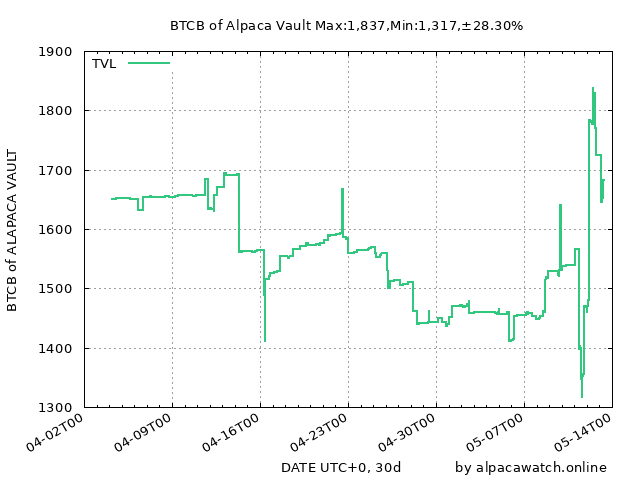 BTCB of Alpaca Vault Max:1,837,Min:1,317,±28.30%
TVL
BTCB of ALAPACA VAULT
1900
1800
1700
1600
1500
1400
1300
04-02T00
04-09T00
04-16T00
04-23T00
04-30T00
05-07T00
05-14T00
DATE UTC+0, 30d
by alpacawatch.online